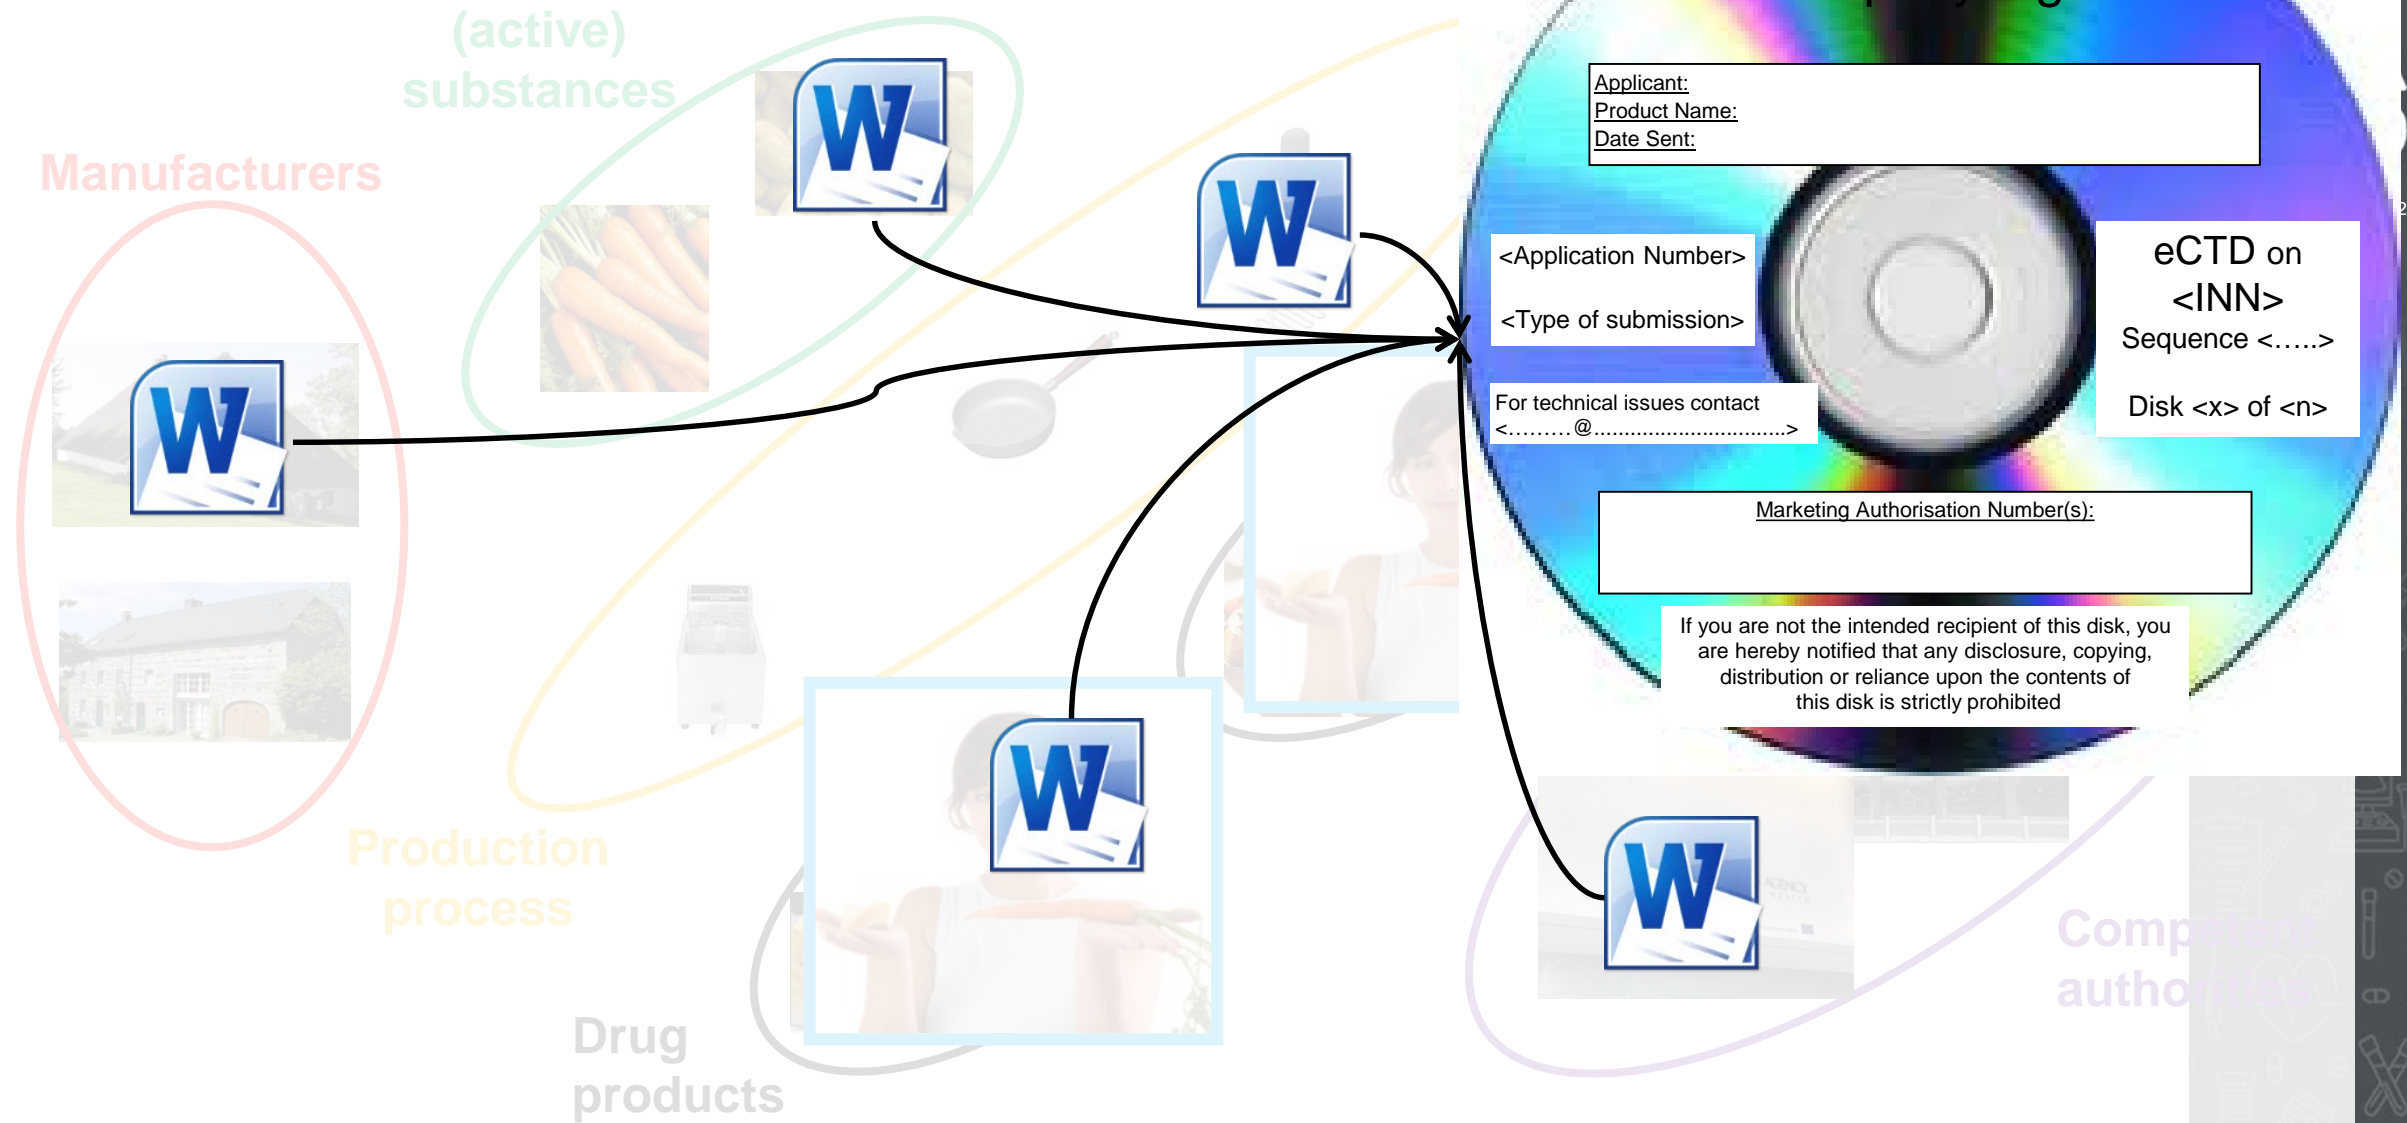 (active)
substances
Manufacturers
Applicant:
Product Name:
Date Sent:
<Application Number>
<Type of submission>
eCTD on
<INN>
Sequence <.....>
Disk <x> of <n>
For technical issues contact
<.........@................................>
Marketing Authorisation Number(s):
If you are not the intended recipient of this disk, you
are hereby notified that any disclosure, copying,
distribution or reliance upon the contents of
this disk is strictly prohibited
Production
process
AGENCY
Drug
products